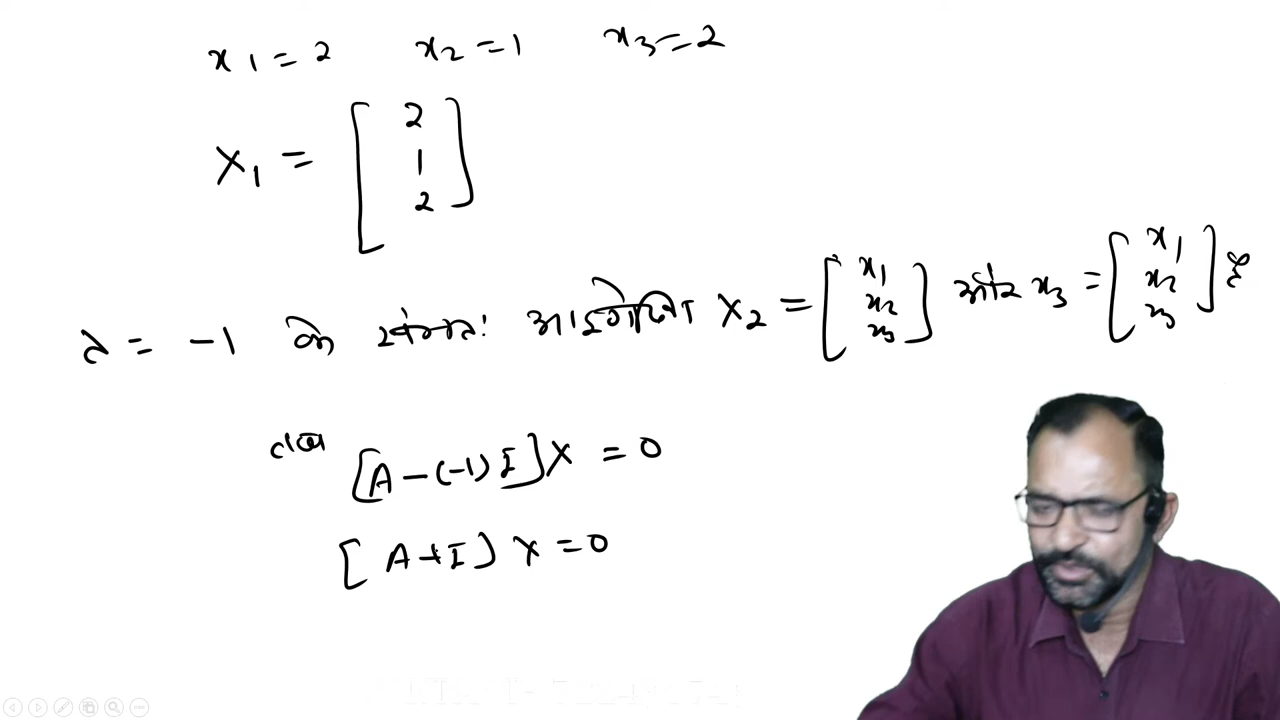 x₁ = 2 x₂ = 1 x₃ = 2
X₁ = [ 2
1
2 ]
λ = -1 के संगत आइगेन X₂ = [ x₁ x₂ x₃ ] और x₃ = [ x₁ x₂ x₃ ] है
तब [A - (-1) I] X = 0
[A + I] X = 0